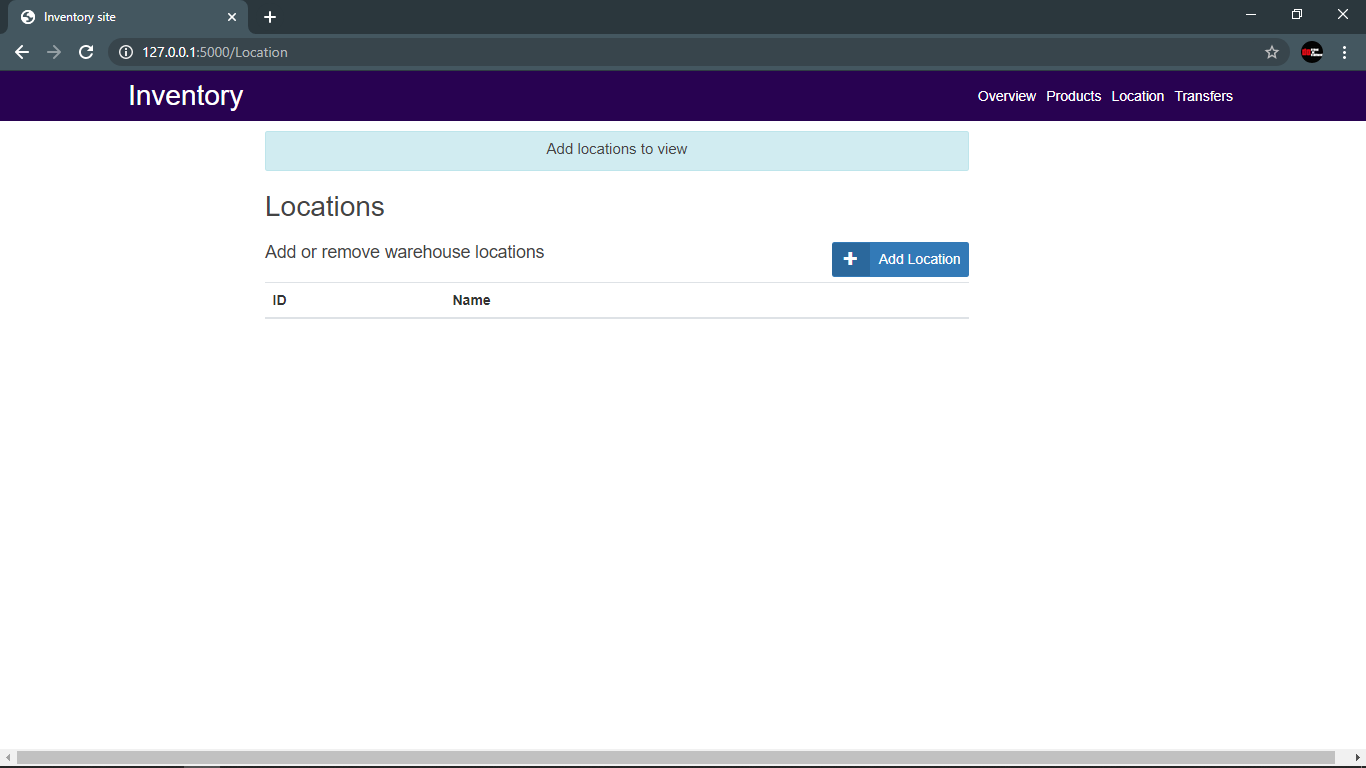 Inventory site
127.0.0.1:5000/Location
Inventory
Overview Products Location Transfers
Add locations to view
Locations
Add or remove warehouse locations
Add Location
ID Name